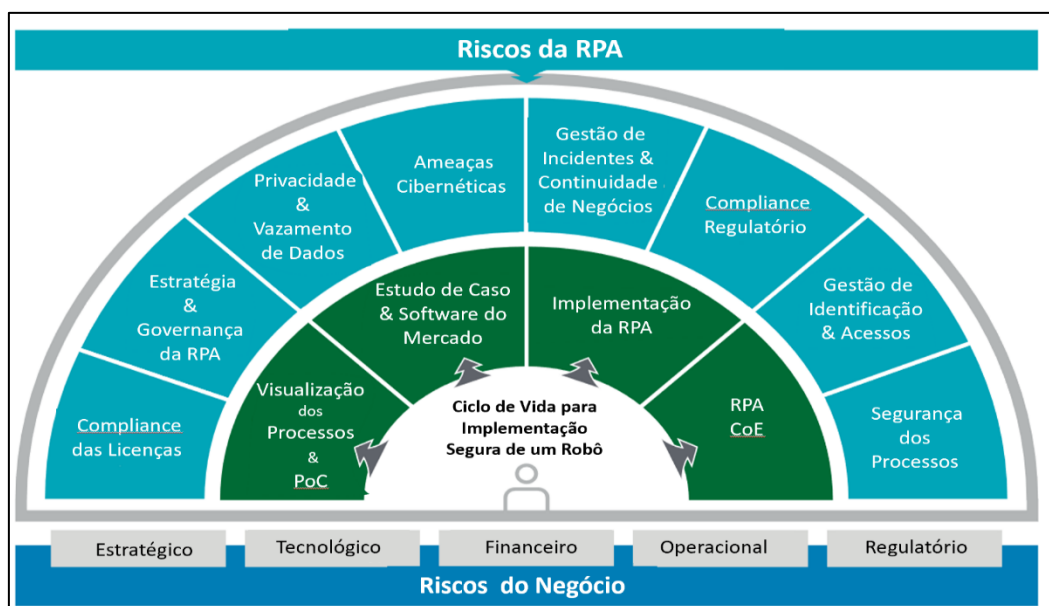 Riscos da RPA
Compliance
das Licenças
Estratégia
&
Governança
da RPA
Privacidade
&
Vazamento
de Dados
Ameaças
Cibernéticas
Gestão de
Incidentes &
Continuidade
de Negócios
Compliance
Regulatório
Gestão de
Identificação
& Acessos
Segurança
dos
Processos
Visualização
dos
Processos
&
PoC
Estudo de Caso
& Software do
Mercado
Implementação
da RPA
RPA
CoE
Ciclo de Vida para
Implementação
Segura de um Robô
Estratégico
Tecnológico
Financeiro
Operacional
Regulatório
Riscos do Negócio